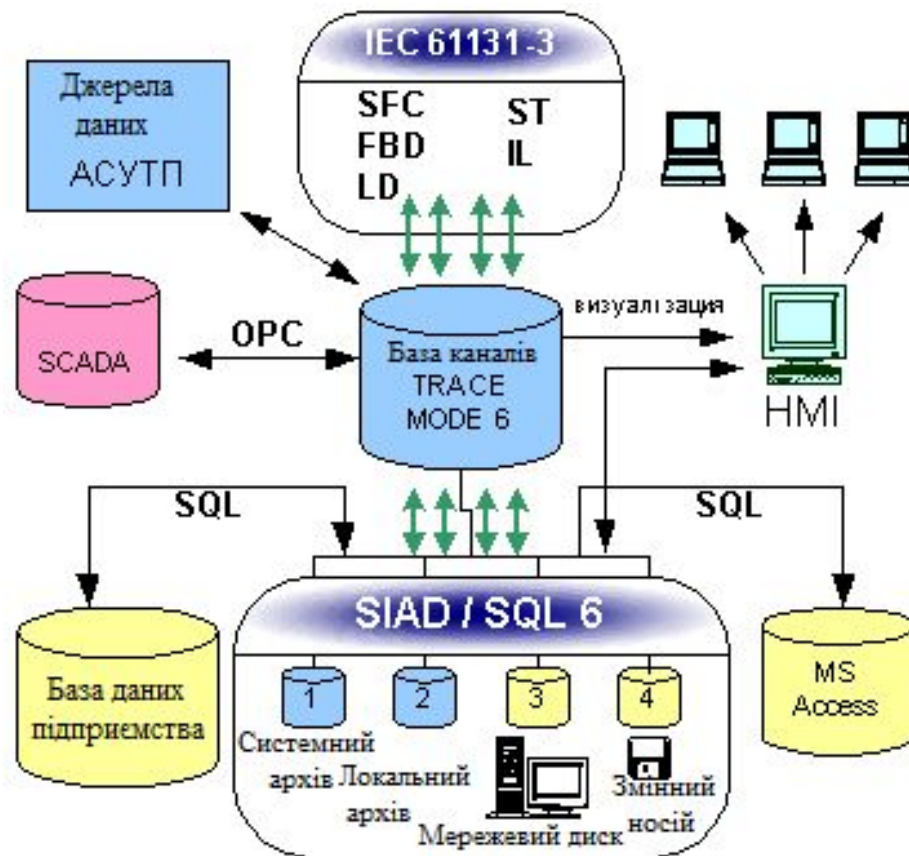 IEC 61131-3
SFC
ST
FBD
IL
LD
Джерела
даних
АСУТП
SCADA
OPC
База каналів
TRACE
MODE 6
визуалізация
HMI
SQL
SQL
SIAD / SQL 6
База даних
підприємства
1
2
3
4
MS
Access
Системний
архів
Локальний
архів
Мережевий диск
Змінний
носій